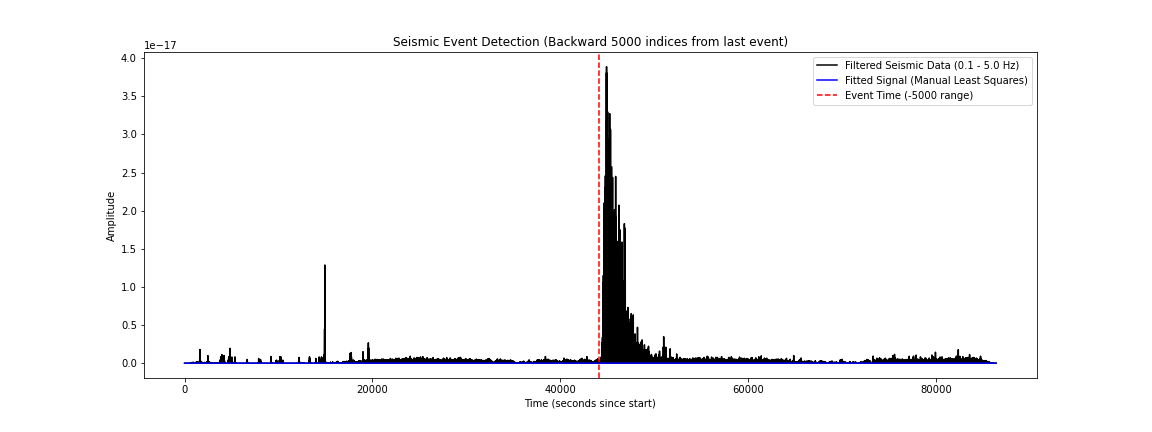 Seismic Event Detection (Backward 5000 indices from last event)
1e−17
4.0
3.5
3.0
2.5
2.0
1.5
1.0
0.5
0.0
Amplitude
Filtered Seismic Data (0.1 - 5.0 Hz)
Fitted Signal (Manual Least Squares)
Event Time (-5000 range)
0 20000 40000 60000 80000
Time (seconds since start)